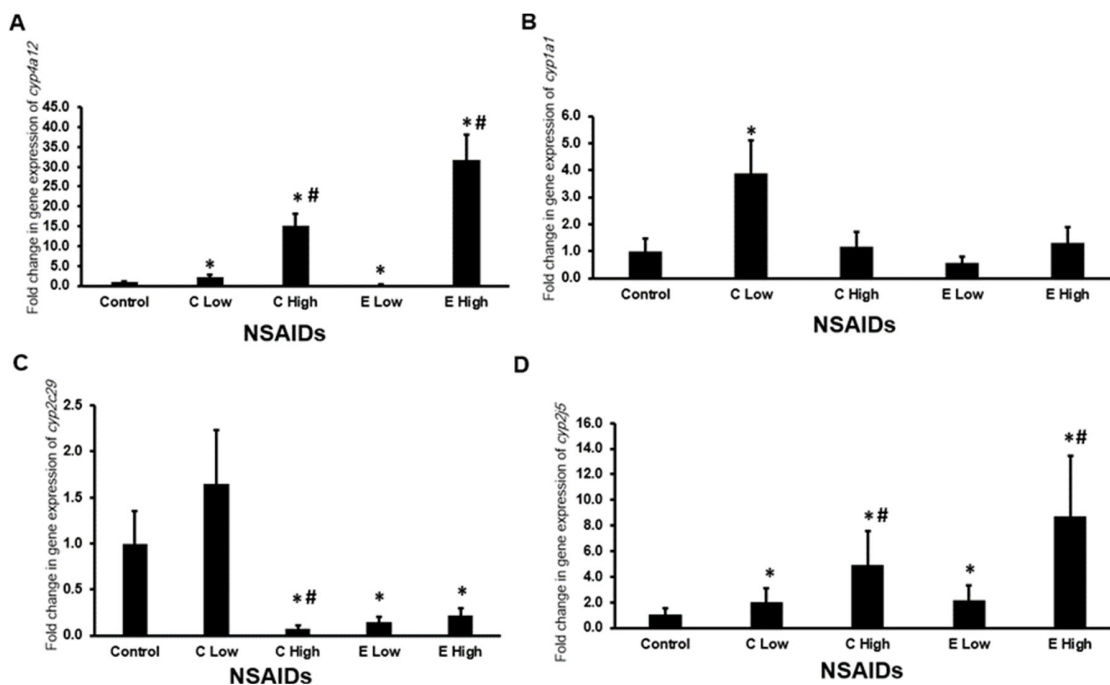 A
Fold change in gene expression of cyp4a12
45.0
40.0
35.0
30.0
25.0
20.0
15.0
10.0
5.0
0.0
*
* #
*
* #
Control C Low C High E Low E High
NSAIDs
B
Fold change in gene expression of cyp1a1
6.0
5.0
4.0
3.0
2.0
1.0
0.0
*
Control C Low C High E Low E High
NSAIDs
C
Fold change in gene expression of cyp2c29
2.5
2.0
1.5
1.0
0.5
0.0
*#
*
*
Control C Low C High E Low E High
NSAIDs
D
Fold change in gene expression of cyp2j5
16.0
14.0
12.0
10.0
8.0
6.0
4.0
2.0
0.0
*
*#
*
*#
Control C Low C High E Low E High
NSAIDs